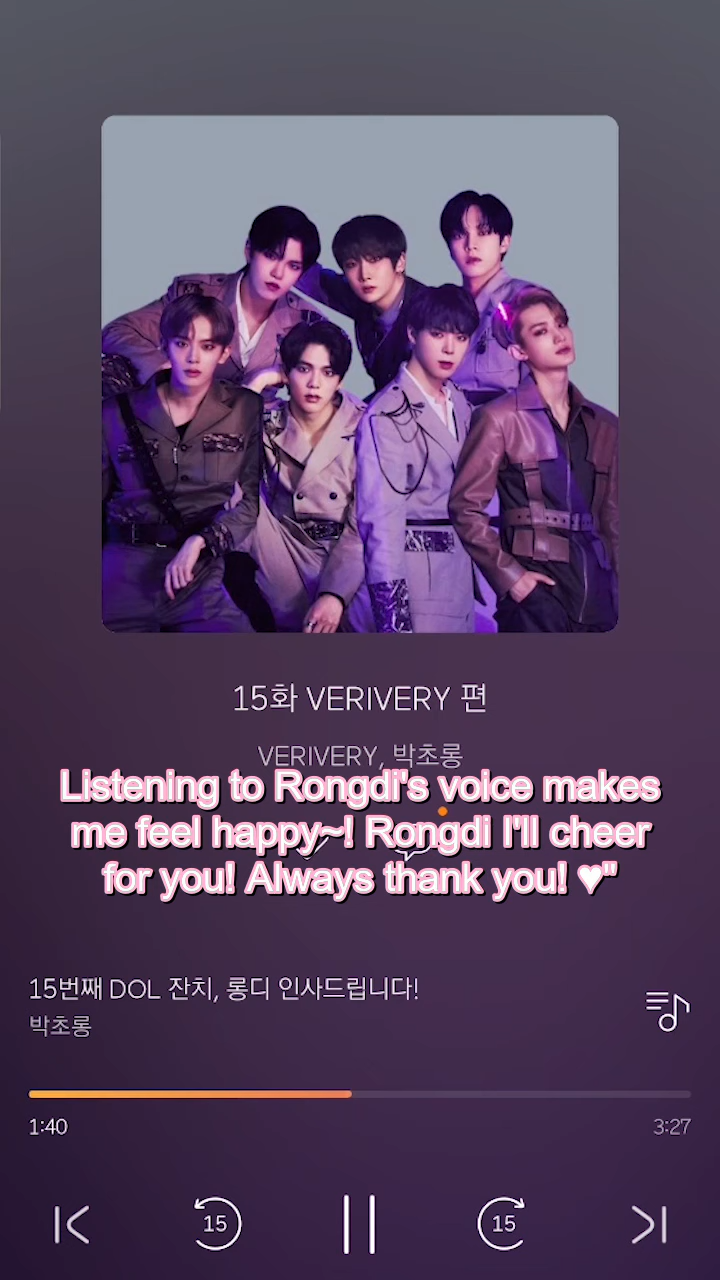 15화 VERIVERY 편
VERIVERY, 박초롱
Listening to Rongdi's voice makes
me feel happy~! Rongdi I'll cheer
for you! Always thank you! ♥"
15번째 DOL 잔치, 롱디 인사드립니다!
박초롱
1:40
3:27
15
15